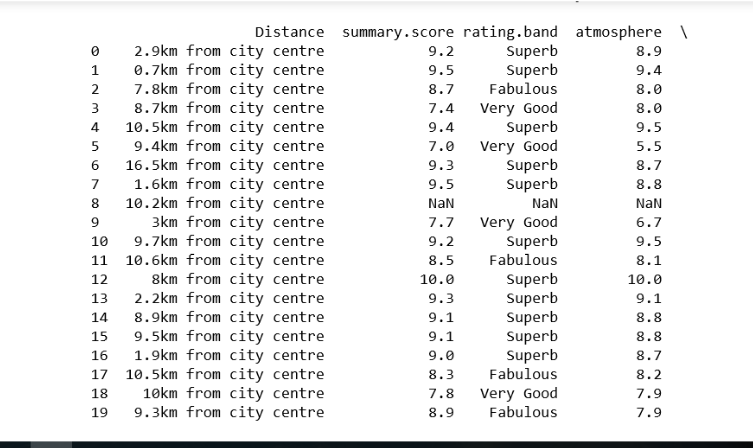 Distance summary.score rating.band atmosphere \
0 2.9km from city centre 9.2 Superb 8.9
1 0.7km from city centre 9.5 Superb 9.4
2 7.8km from city centre 8.7 Fabulous 8.0
3 8.7km from city centre 7.4 Very Good 8.0
4 10.5km from city centre 9.4 Superb 9.5
5 9.4km from city centre 7.0 Very Good 5.5
6 16.5km from city centre 9.3 Superb 8.7
7 1.6km from city centre 9.5 Superb 8.8
8 10.2km from city centre NaN NaN NaN
9 3km from city centre 7.7 Very Good 6.7
10 9.7km from city centre 9.2 Superb 9.5
11 10.6km from city centre 8.5 Fabulous 8.1
12 8km from city centre 10.0 Superb 10.0
13 2.2km from city centre 9.3 Superb 9.1
14 8.9km from city centre 9.1 Superb 8.8
15 9.5km from city centre 9.1 Superb 8.8
16 1.9km from city centre 9.0 Superb 8.7
17 10.5km from city centre 8.3 Fabulous 8.2
18 10km from city centre 7.8 Very Good 7.9
19 9.3km from city centre 8.9 Fabulous 7.9